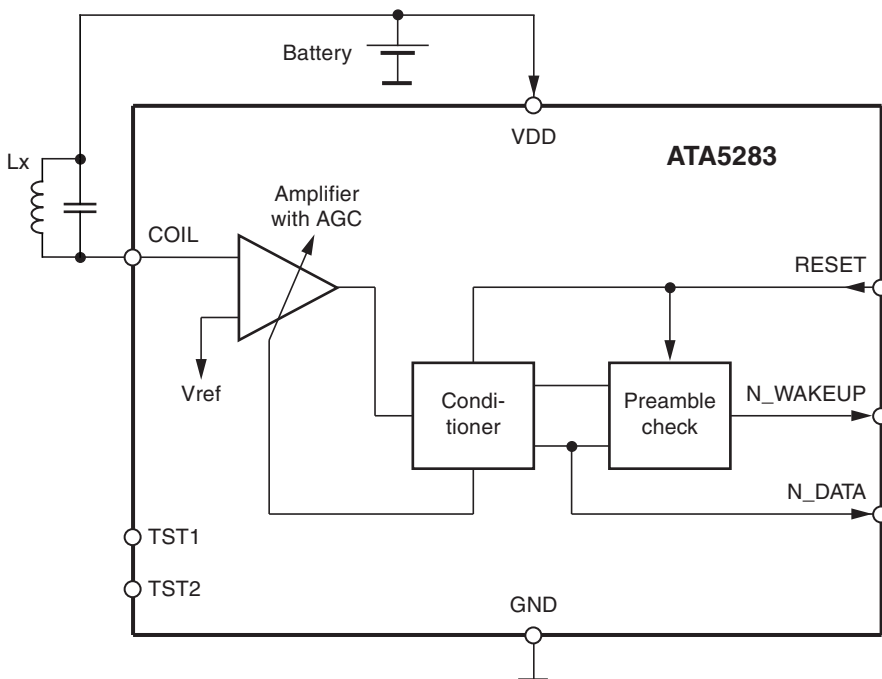 Battery
VDD
ATA5283
Lx
Amplifier
with AGC
COIL
RESET
Vref
Condi-
tioner
Preamble
check
N_WAKEUP
N_DATA
TST1
TST2
GND